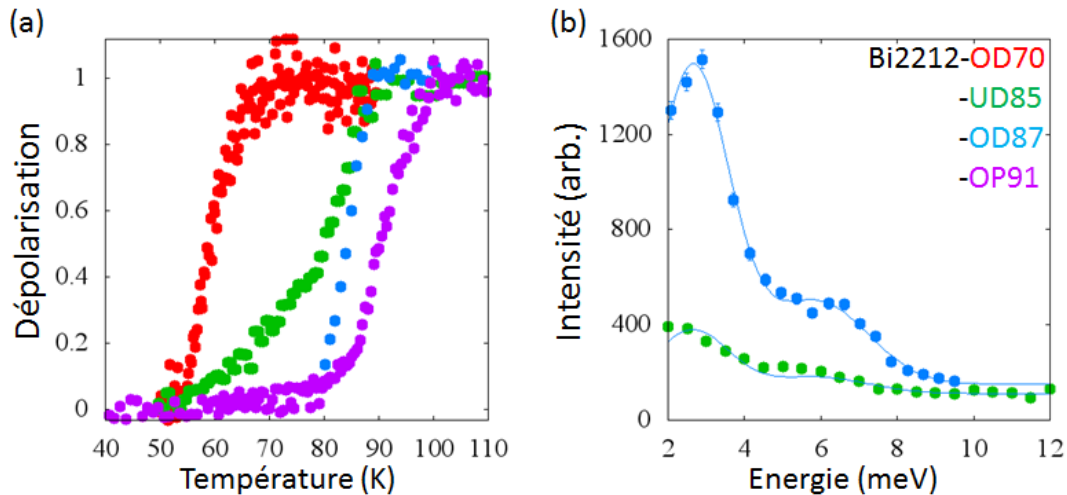 (a)
Dépolarisation
1
0.8
0.6
0.4
0.2
0
40 50 60 70 80 90 100 110
Température (K)
(b)
Intensité (arb.)
1600
1200
800
400
0
2 4 6 8 10 12
Energie (meV)
Bi2212-OD70
-UD85
-OD87
-OP91